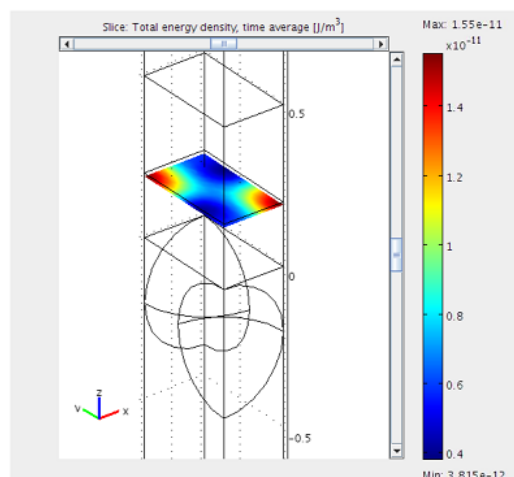 Slice: Total energy density, time average [J/m³]
Max: 1.55e-11
x10⁻¹¹
1.4
1.2
1
0.8
0.6
0.4
Min: 3.815e-12
0.5
0
-0.5
z
y
x